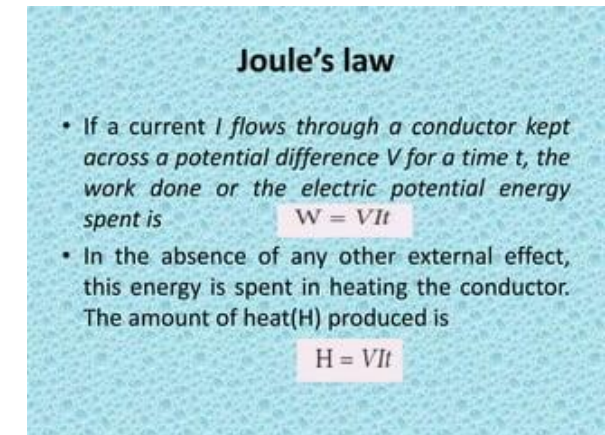 Joule's law
• If a current I flows through a conductor kept
across a potential difference V for a time t, the
work done or the electric potential energy
spent is W = VIt
• In the absence of any other external effect,
this energy is spent in heating the conductor.
The amount of heat(H) produced is
H = VIt